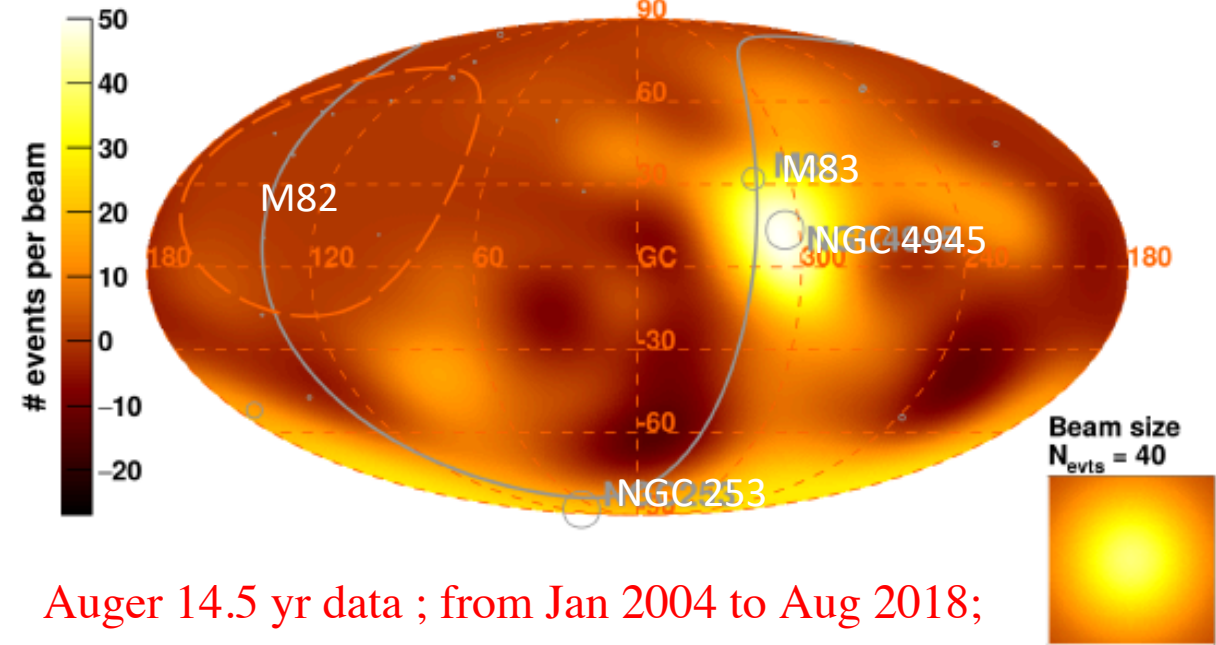 50
40
30
20
10
0
−10
−20
# events per beam
90
60
30
M83
M82
NGC 4945
180
120
60
GC
300
240
180
-30
-60
NGC 253
-90
Beam size
Nevts = 40
Auger 14.5 yr data ; from Jan 2004 to Aug 2018;